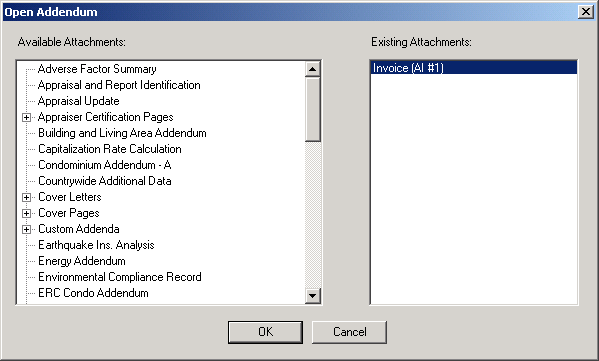 Open Addendum
Available Attachments:
Existing Attachments:
Adverse Factor Summary
Appraisal and Report Identification
Appraisal Update
Appraiser Certification Pages
Building and Living Area Addendum
Capitalization Rate Calculation
Condominium Addendum - A
Countrywide Additional Data
Cover Letters
Cover Pages
Custom Addenda
Earthquake Ins. Analysis
Energy Addendum
Environmental Compliance Record
ERC Condo Addendum
Invoice (AI #1)
OK
Cancel